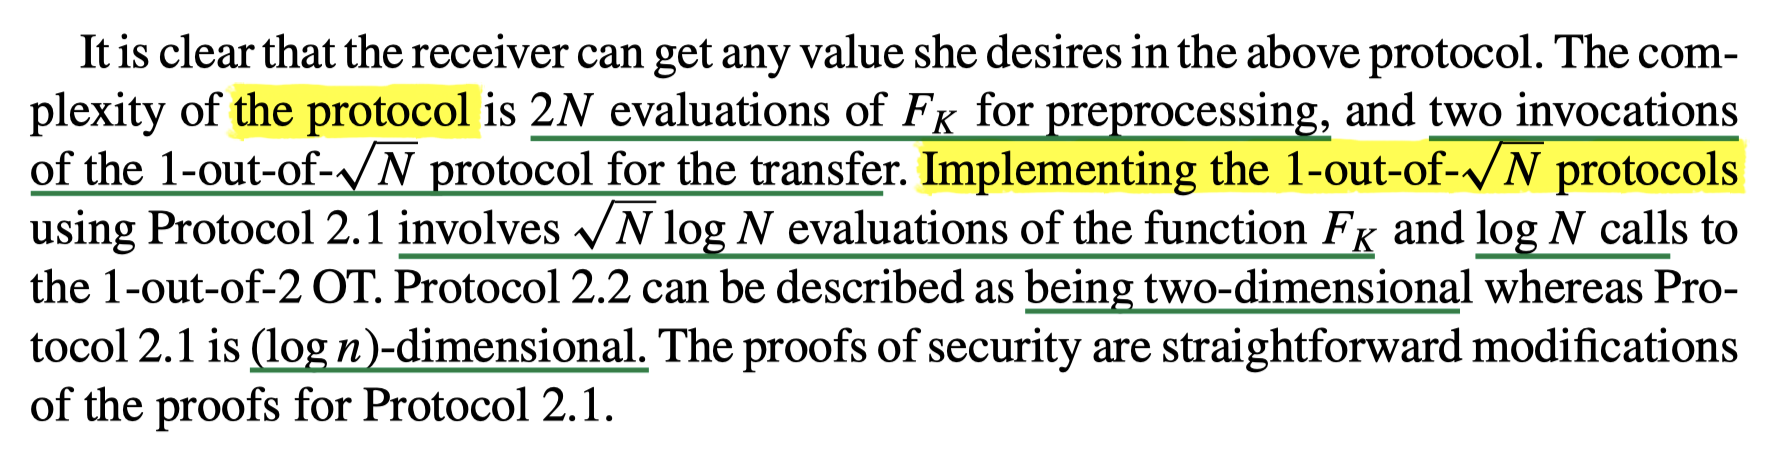 It is clear that the receiver can get any value she desires in the above protocol. The com-
plexity of the protocol is 2N evaluations of F_K for preprocessing, and two invocations
of the 1-out-of-√N protocol for the transfer. Implementing the 1-out-of-√N protocols
using Protocol 2.1 involves √N log N evaluations of the function F_K and log N calls to
the 1-out-of-2 OT. Protocol 2.2 can be described as being two-dimensional whereas Pro-
tocol 2.1 is (log n)-dimensional. The proofs of security are straightforward modifications
of the proofs for Protocol 2.1.